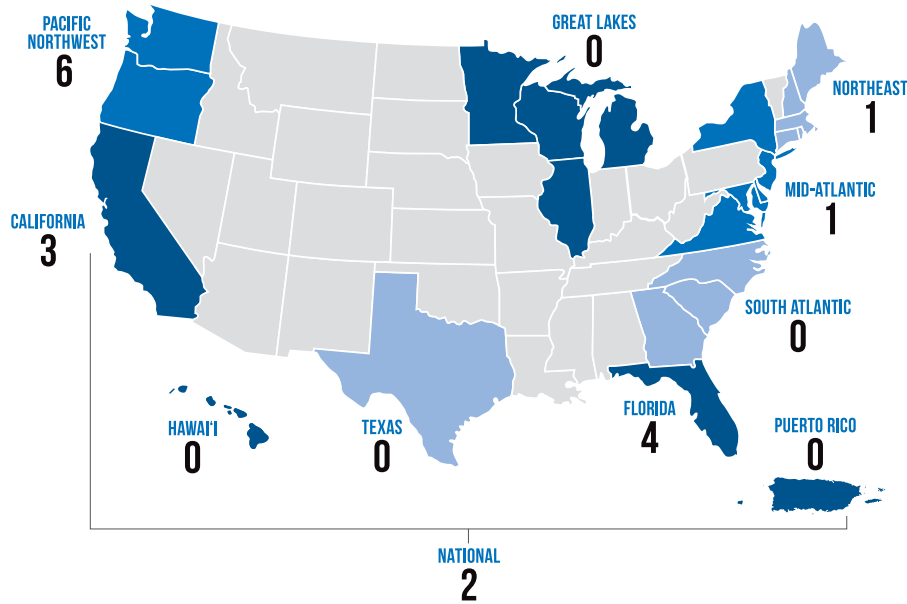 PACIFIC
NORTHWEST
6
GREAT LAKES
0
NORTHEAST
1
MID-ATLANTIC
1
CALIFORNIA
3
SOUTH ATLANTIC
0
HAWAIʻI
0
TEXAS
0
FLORIDA
4
PUERTO RICO
0
NATIONAL
2